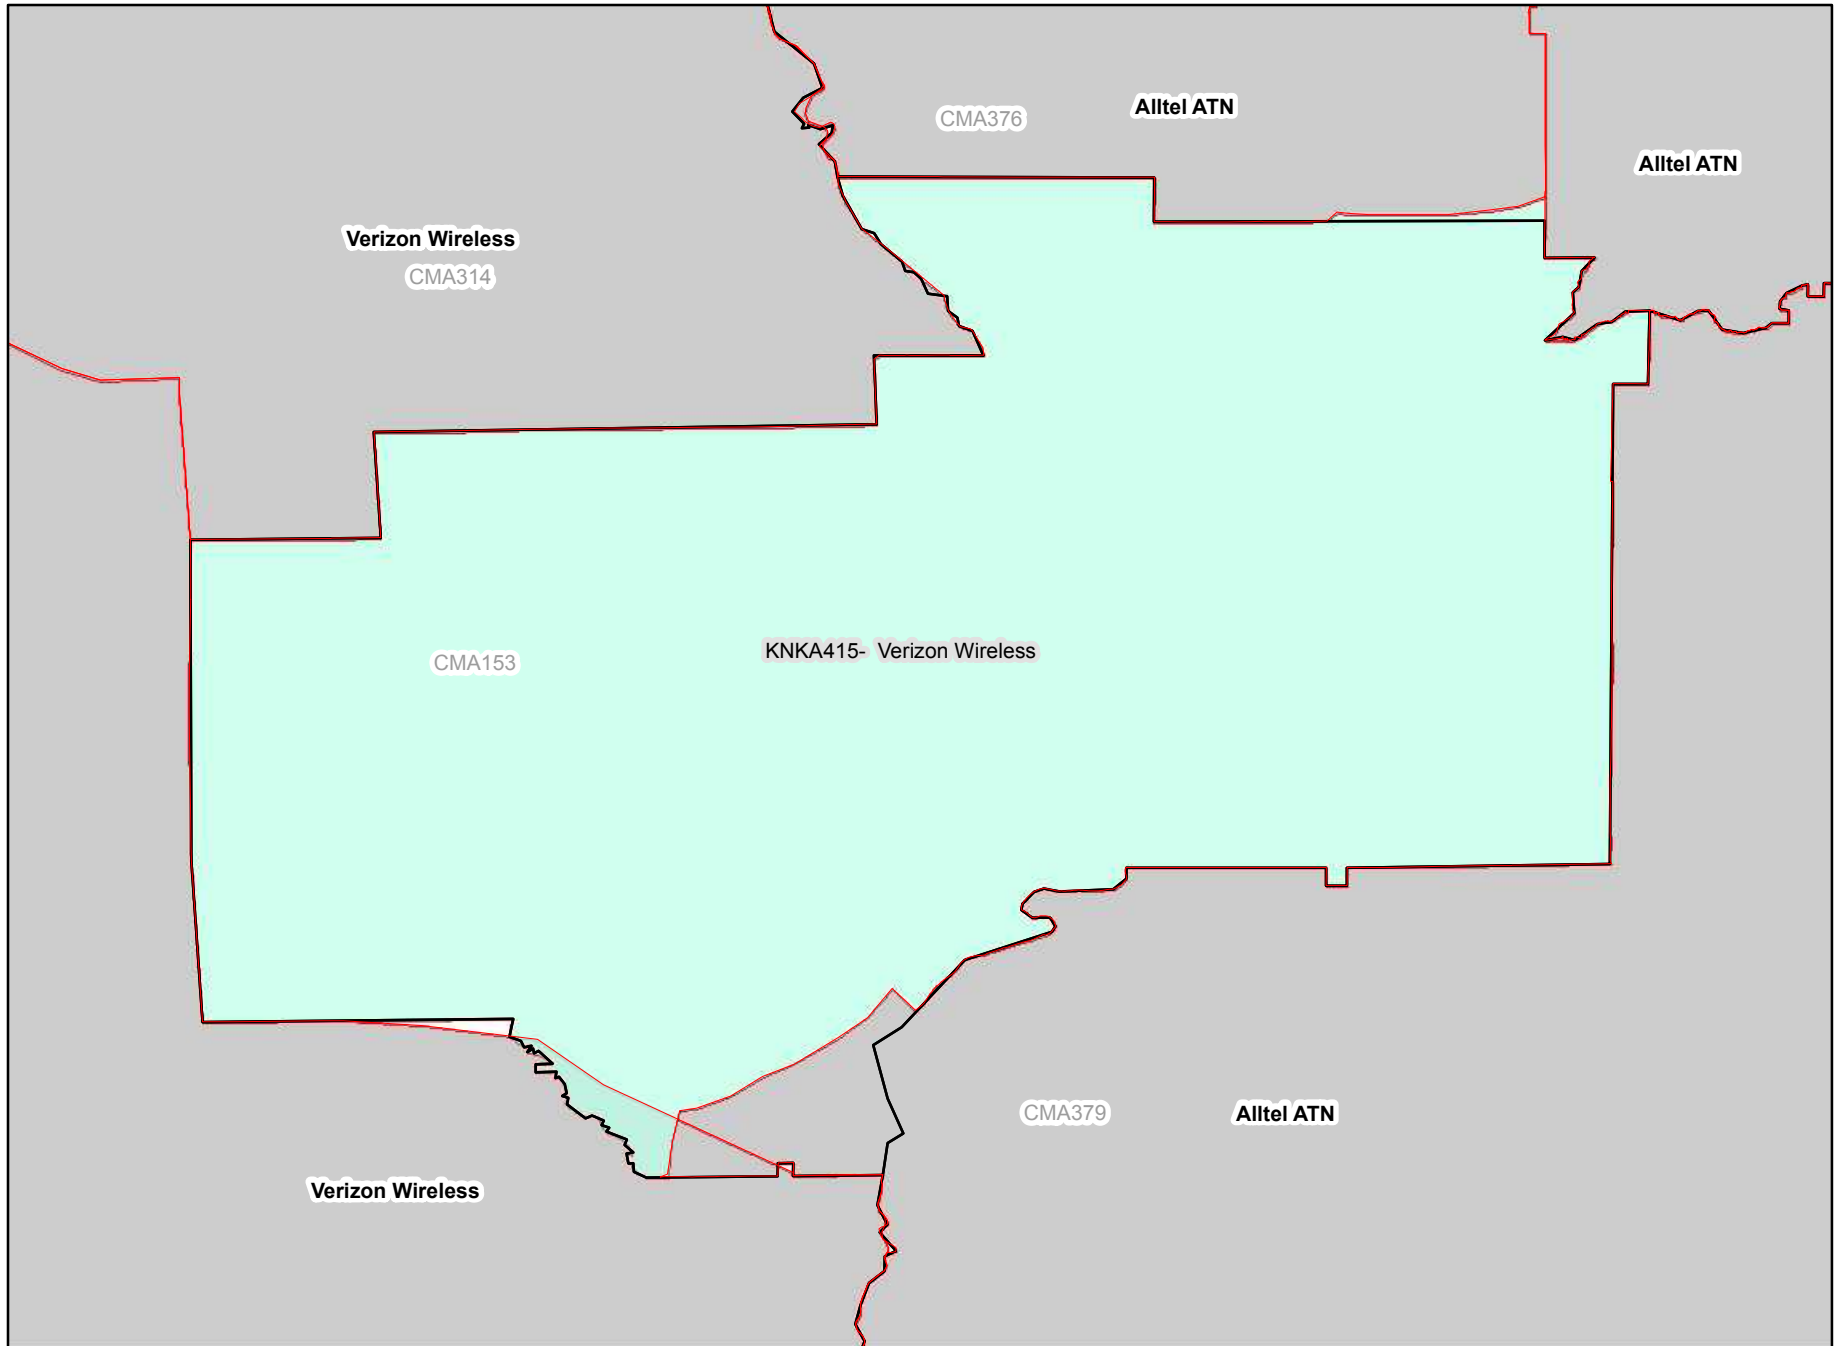 Alltel ATN
CMA376
Alltel ATN
Verizon Wireless
CMA314
KNKA415-  Verizon Wireless
CMA153
CMA379
Alltel ATN
Verizon Wireless